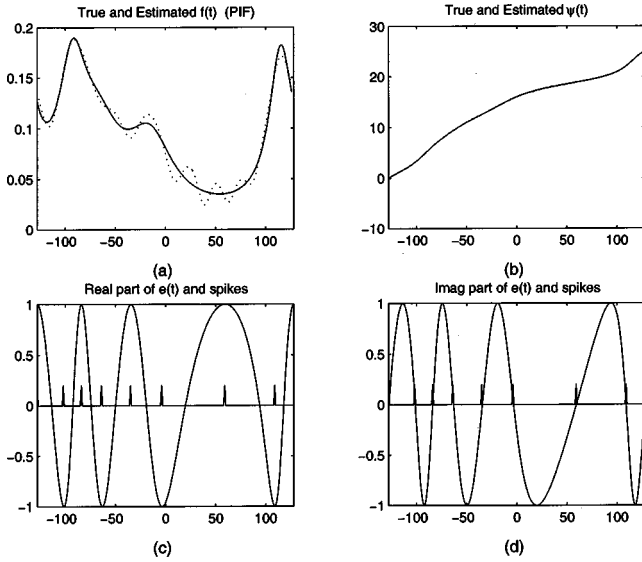 True and Estimated f(t) (PIF)
0.2
0.15
0.1
0.05
0
-100 -50 0 50 100
(a)
True and Estimated ψ(t)
30
20
10
0
-10
-100 -50 0 50 100
(b)
Real part of e(t) and spikes
1
0.5
0
-0.5
-1
-100 -50 0 50 100
(c)
Imag part of e(t) and spikes
1
0.5
0
-0.5
-1
-100 -50 0 50 100
(d)